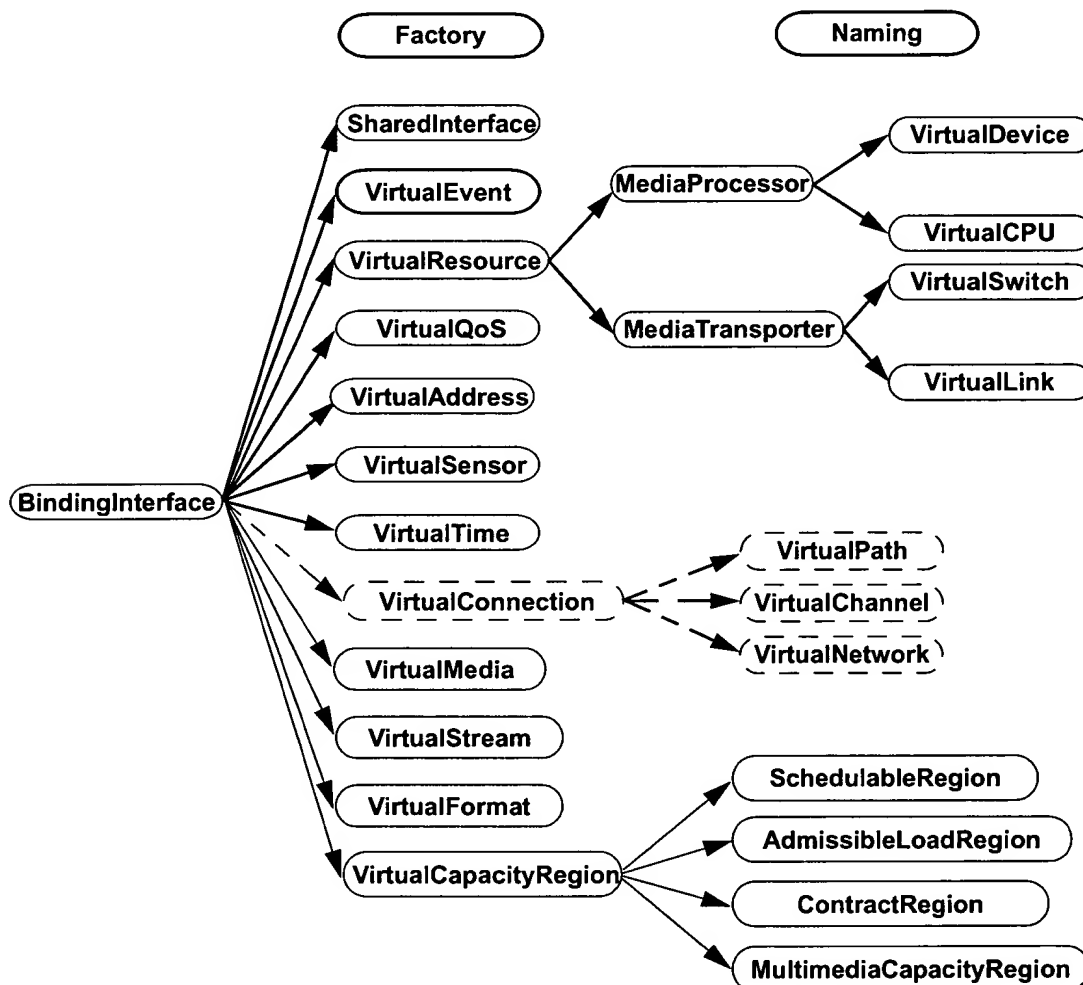 Factory
Naming
SharedInterface
VirtualDevice
MediaProcessor
VirtualEvent
VirtualCPU
VirtualResource
VirtualSwitch
VirtualQoS
MediaTransporter
VirtualLink
VirtualAddress
VirtualSensor
BindingInterface
VirtualTime
VirtualPath
VirtualConnection
VirtualChannel
VirtualNetwork
VirtualMedia
VirtualStream
SchedulableRegion
VirtualFormat
AdmissibleLoadRegion
VirtualCapacityRegion
ContractRegion
MultimediaCapacityRegion